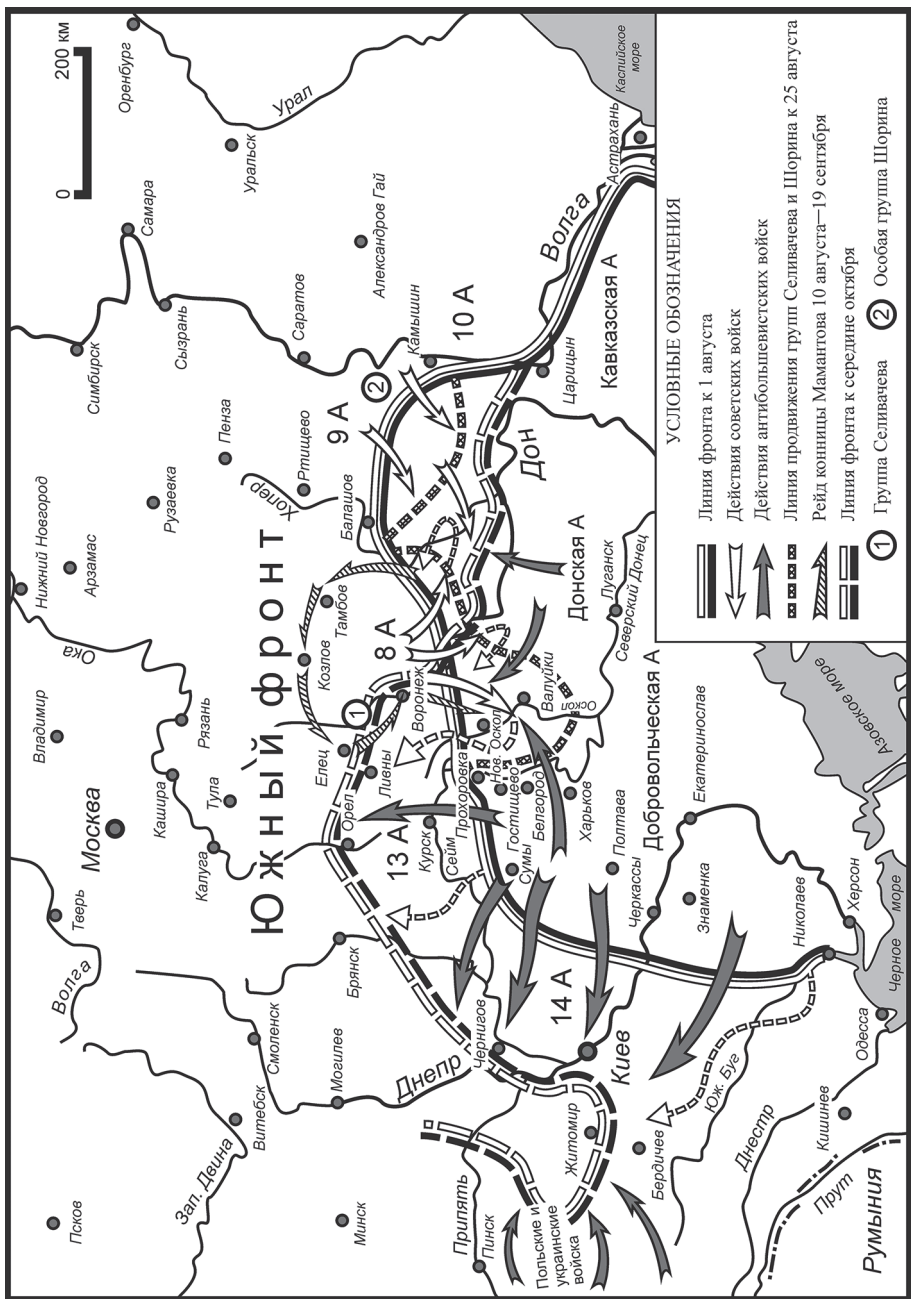 Псков
Тверь
Москва
Владимир
Нижний Новгород
Арзамас
Симбирск
Самара
Оренбург
0
200 км
Волга
Зап. Двина
Витебск
Смоленск
Калуга
Кашира
Тула
Рязань
Ока
Рузаевка
Пенза
Сызрань
Уральск
Урал
Минск
Могилев
Брянск
ЮЖНЫЙ ФРОНТ
Козлов
Тамбов
Хопер
Ртищево
Балашов
Саратов
Александров Гай
Камышин
Днепр
Орел
Елец
Ливны
1
Воронеж
8 А
9 А
2
10 А
Волга
Астрахань
Каспийское
море
Припять
Пинск
Чернигов
13 А
Курск
Сейм
Прохоровка
Гостищево
Белгород
Сумы
Нов. Оскол
Валуйки
Оскол
Дон
Царицын
Кавказская А
Польские и
украинские
войска
Житомир
Киев
14 А
Полтава
Харьков
Донская А
Луганск
Северский Донец
Бердичев
Юж. Буг
Черкассы
Знаменка
Добровольческая А
Екатеринослав
Днестр
Кишинев
Одесса
Николаев
Херсон
Черное
море
Азовское море
Прут
Румыния
УСЛОВНЫЕ ОБОЗНАЧЕНИЯ
Линия фронта к 1 августа
Действия советских войск
Действия антибольшевистских войск
Линия продвижения групп Селивачева и Шорина к 25 августа
Рейд конницы Мамантова 10 августа—19 сентября
Линия фронта к середине октября
1 Группа Селивачева
2 Особая группа Шорина